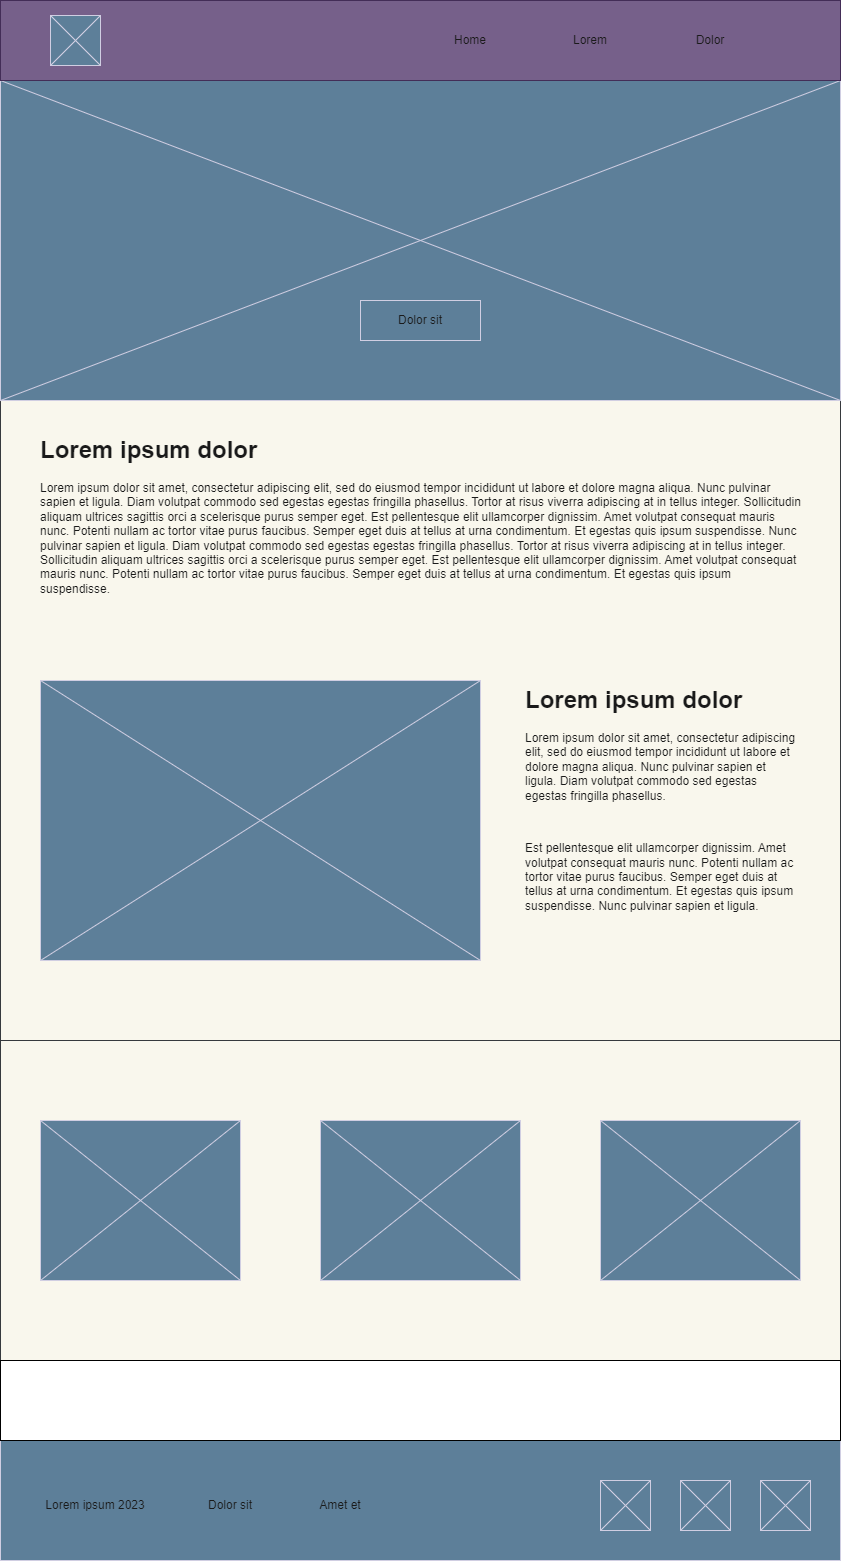 Home Lorem Dolor
Dolor sit
Lorem ipsum dolor
Lorem ipsum dolor sit amet, consectetur adipiscing elit, sed do eiusmod tempor incididunt ut labore et dolore magna aliqua. Nunc pulvinar
sapien et ligula. Diam volutpat commodo sed egestas egestas fringilla phasellus. Tortor at risus viverra adipiscing at in tellus integer. Sollicitudin
aliquam ultrices sagittis orci a scelerisque purus semper eget. Est pellentesque elit ullamcorper dignissim. Amet volutpat consequat mauris
nunc. Potenti nullam ac tortor vitae purus faucibus. Semper eget duis at tellus at urna condimentum. Et egestas quis ipsum suspendisse. Nunc
pulvinar sapien et ligula. Diam volutpat commodo sed egestas egestas fringilla phasellus. Tortor at risus viverra adipiscing at in tellus integer.
Sollicitudin aliquam ultrices sagittis orci a scelerisque purus semper eget. Est pellentesque elit ullamcorper dignissim. Amet volutpat consequat
mauris nunc. Potenti nullam ac tortor vitae purus faucibus. Semper eget duis at tellus at urna condimentum. Et egestas quis ipsum
suspendisse.
Lorem ipsum dolor
Lorem ipsum dolor sit amet, consectetur adipiscing
elit, sed do eiusmod tempor incididunt ut labore et
dolore magna aliqua. Nunc pulvinar sapien et
ligula. Diam volutpat commodo sed egestas
egestas fringilla phasellus.
Est pellentesque elit ullamcorper dignissim. Amet
volutpat consequat mauris nunc. Potenti nullam ac
tortor vitae purus faucibus. Semper eget duis at
tellus at urna condimentum. Et egestas quis ipsum
suspendisse. Nunc pulvinar sapien et ligula.
Lorem ipsum 2023 Dolor sit Amet et